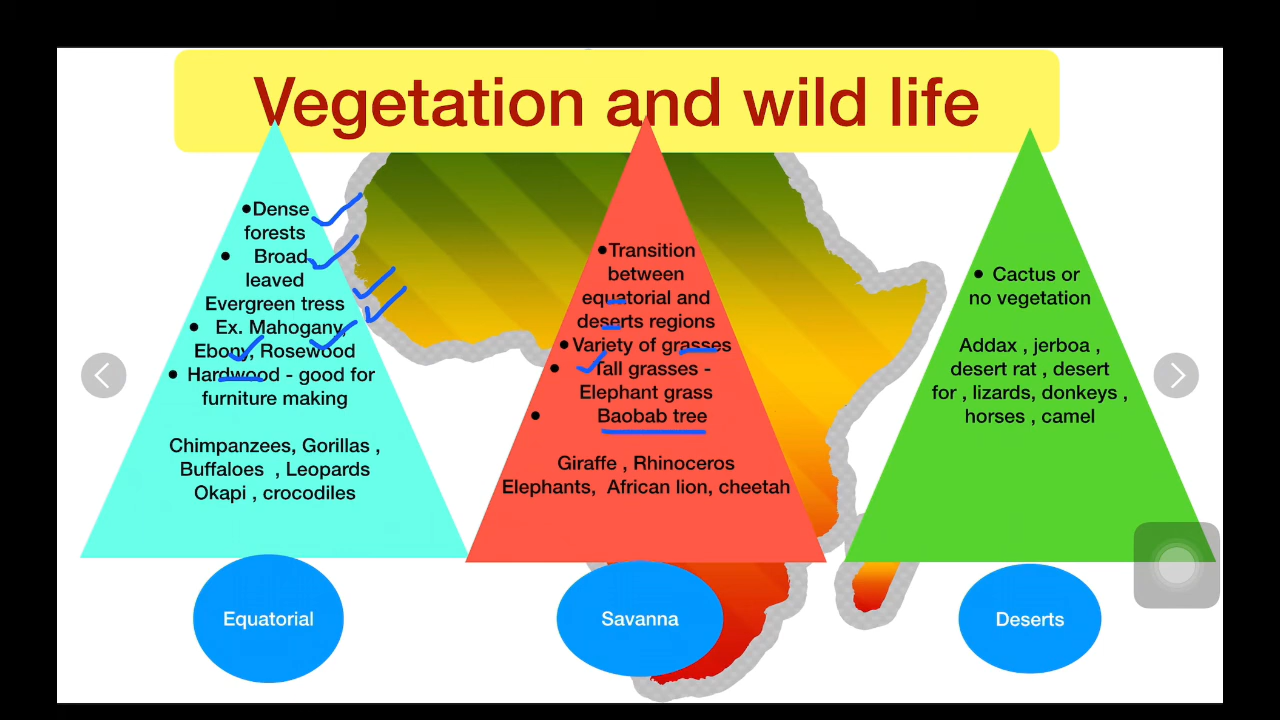 Vegetation and wild life
•Dense
forests
• Broad
leaved
Evergreen tress
• Ex. Mahogany,
Ebony, Rosewood
• Hardwood - good for
furniture making
Chimpanzees, Gorillas ,
Buffaloes , Leopards
Okapi , crocodiles
Equatorial
•Transition
between
equatorial and
deserts regions
•Variety of grasses
• Tall grasses -
Elephant grass
• Baobab tree
Giraffe , Rhinoceros
Elephants, African lion, cheetah
Savanna
• Cactus or
no vegetation
Addax , jerboa ,
desert rat , desert
for , lizards, donkeys ,
horses , camel
Deserts